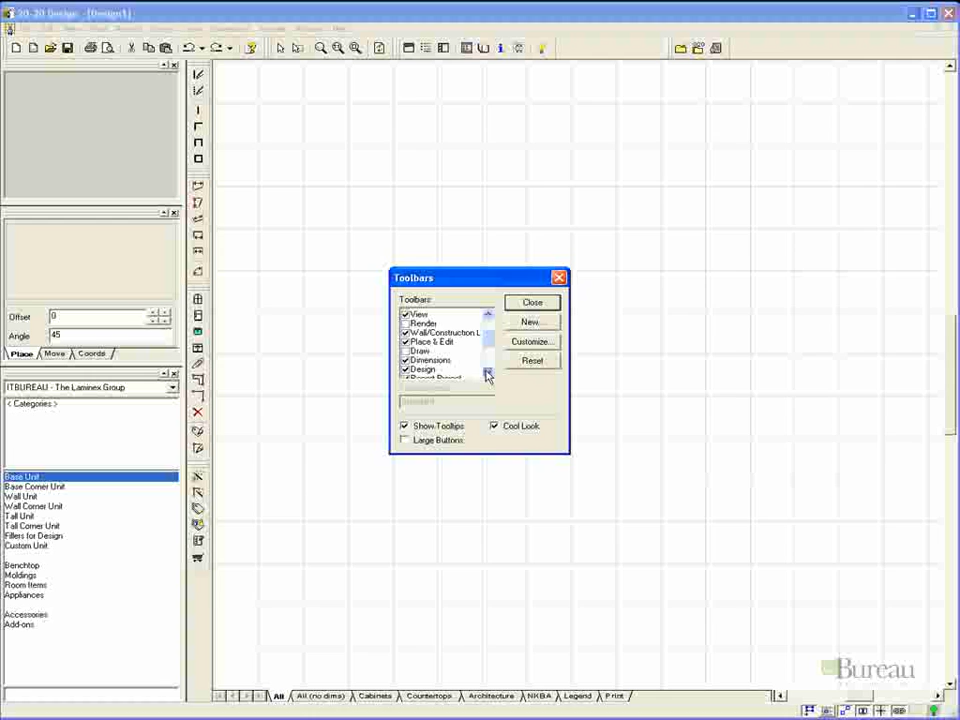 20-20 Design - [Design1]
Offset 0
Angle 45
Place Move Coords
ITBUREAU - The Laminex Group
< Categories >
Base Unit
Base Corner Unit
Wall Unit
Wall Corner Unit
Tall Unit
Tall Corner Unit
Fillers for Design
Custom Unit
Benchtop
Moldings
Room Items
Appliances
Accessories
Add-ons
Toolbars
Toolbars:
View
Render
Wall/Construction L
Place & Edit
Draw
Dimensions
Design
Close
New...
Customize...
Reset
Show Tooltips
Cool Look
Large Buttons
All All (no dims) Cabinets Countertops Architecture NKBA Legend Print
Bureau